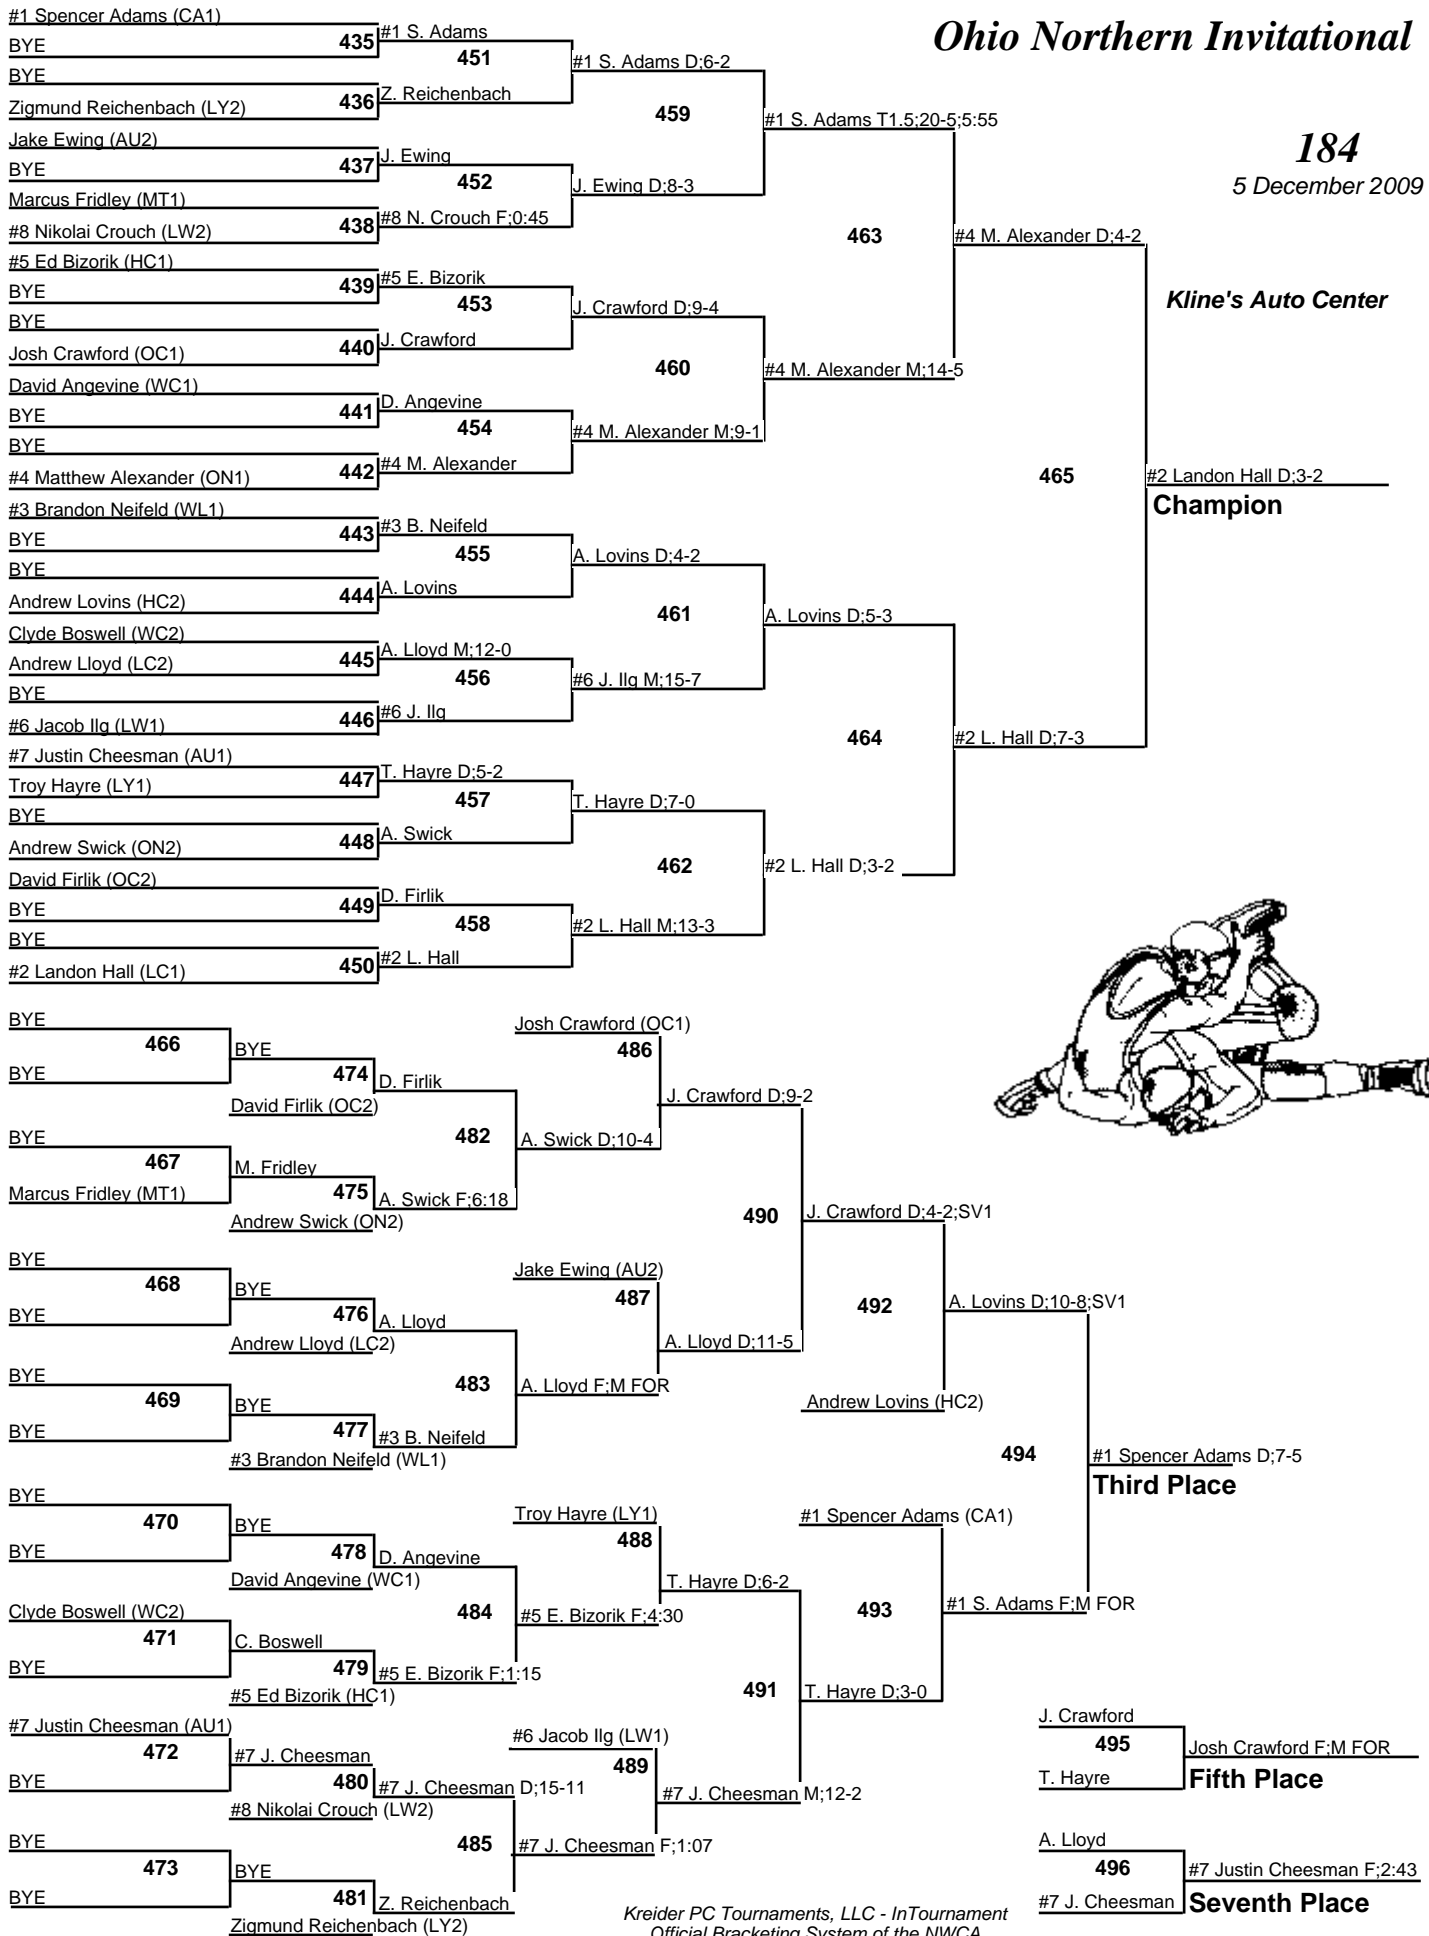 Ohio Northern Invitational
184
5 December 2009
Kline's Auto Center
#1 Spencer Adams (CA1)
BYE
435
BYE
Zigmund Reichenbach (LY2)
436
Jake Ewing (AU2)
BYE
437
Marcus Fridley (MT1)
#8 Nikolai Crouch (LW2)
438
#5 Ed Bizorik (HC1)
BYE
439
BYE
Josh Crawford (OC1)
440
David Angevine (WC1)
BYE
441
BYE
#4 Matthew Alexander (ON1)
442
#3 Brandon Neifeld (WL1)
BYE
443
BYE
Andrew Lovins (HC2)
444
Clyde Boswell (WC2)
Andrew Lloyd (LC2)
445
BYE
#6 Jacob Ilg (LW1)
446
#7 Justin Cheesman (AU1)
Troy Hayre (LY1)
447
BYE
Andrew Swick (ON2)
448
David Firlik (OC2)
BYE
449
BYE
#2 Landon Hall (LC1)
450
#1 S. Adams
451
Z. Reichenbach
J. Ewing
452
#8 N. Crouch F;0:45
#5 E. Bizorik
453
J. Crawford
D. Angevine
454
#4 M. Alexander
#3 B. Neifeld
455
A. Lovins
A. Lloyd M;12-0
456
#6 J. Ilg
T. Hayre D;5-2
457
A. Swick
D. Firlik
458
#2 L. Hall
#1 S. Adams D;6-2
459
J. Ewing D;8-3
J. Crawford D;9-4
460
#4 M. Alexander M;9-1
A. Lovins D;4-2
461
#6 J. Ilg M;15-7
T. Hayre D;7-0
462
#2 L. Hall M;13-3
#1 S. Adams T1.5;20-5;5:55
463
#4 M. Alexander M;14-5
A. Lovins D;5-3
464
#2 L. Hall D;3-2
#4 M. Alexander D;4-2
465
#2 L. Hall D;7-3
#2 Landon Hall D;3-2
Champion
BYE
466
BYE
BYE
467
Marcus Fridley (MT1)
BYE
468
BYE
BYE
469
BYE
BYE
470
BYE
Clyde Boswell (WC2)
471
BYE
#7 Justin Cheesman (AU1)
472
BYE
BYE
473
BYE
BYE
474
David Firlik (OC2)
M. Fridley
475
Andrew Swick (ON2)
BYE
476
Andrew Lloyd (LC2)
BYE
477
#3 Brandon Neifeld (WL1)
BYE
478
David Angevine (WC1)
C. Boswell
479
#5 Ed Bizorik (HC1)
#7 J. Cheesman
480
#8 Nikolai Crouch (LW2)
BYE
481
Zigmund Reichenbach (LY2)
D. Firlik
482
A. Swick F;6:18
A. Lloyd
483
#3 B. Neifeld
D. Angevine
484
#5 E. Bizorik F;1:15
#7 J. Cheesman D;15-11
485
Z. Reichenbach
Josh Crawford (OC1)
486
A. Swick D;10-4
Jake Ewing (AU2)
487
A. Lloyd F;M FOR
Troy Hayre (LY1)
488
#5 E. Bizorik F;4:30
#6 Jacob Ilg (LW1)
489
#7 J. Cheesman F;1:07
J. Crawford D;9-2
490
A. Lloyd D;11-5
T. Hayre D;6-2
491
#7 J. Cheesman M;12-2
J. Crawford D;4-2;SV1
492
Andrew Lovins (HC2)
#1 Spencer Adams (CA1)
493
T. Hayre D;3-0
A. Lovins D;10-8;SV1
494
#1 S. Adams F;M FOR
#1 Spencer Adams D;7-5
Third Place
J. Crawford
495
T. Hayre
Josh Crawford F;M FOR
Fifth Place
A. Lloyd
496
#7 J. Cheesman
#7 Justin Cheesman F;2:43
Seventh Place
Kreider PC Tournaments, LLC - InTournament
Official Bracketing System of the NWCA